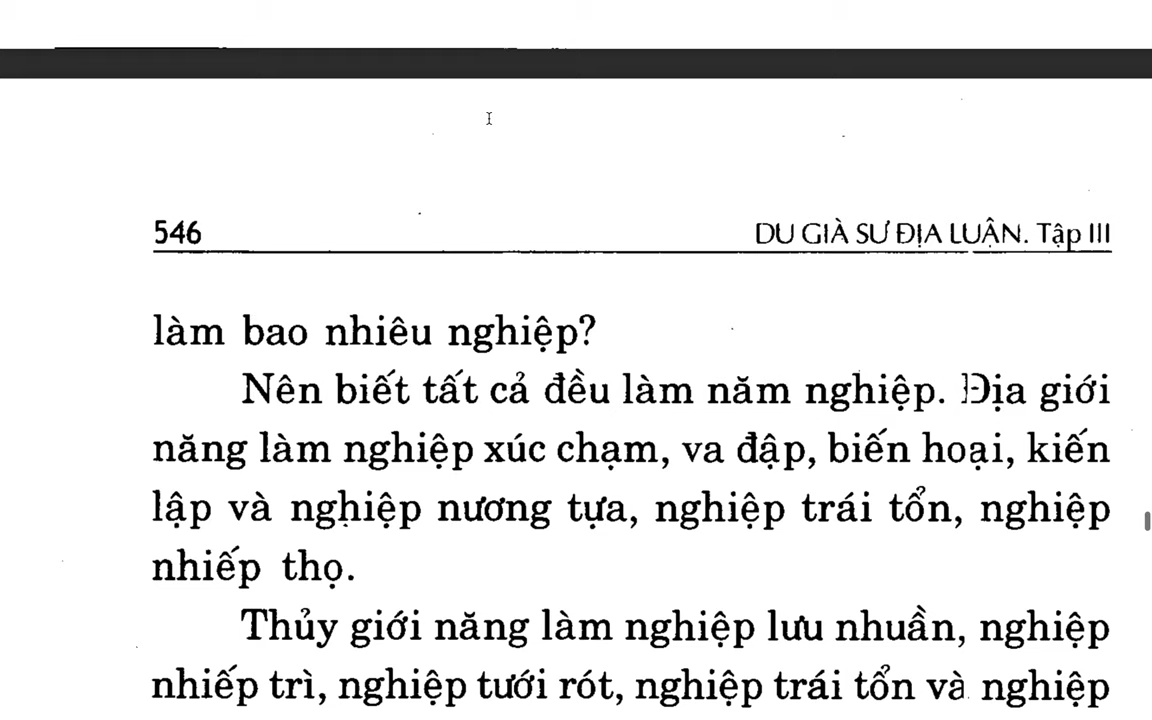 546
DU GIÀ SƯ ĐỊA LUẬN. Tập III
làm bao nhiêu nghiệp?
Nên biết tất cả đều làm năm nghiệp. Địa giới
năng làm nghiệp xúc chạm, va đập, biến hoại, kiến
lập và nghiệp nương tựa, nghiệp trái tổn, nghiệp
nhiếp thọ.
Thủy giới năng làm nghiệp lưu nhuần, nghiệp
nhiếp trì, nghiệp tưới rót, nghiệp trái tổn và nghiệp